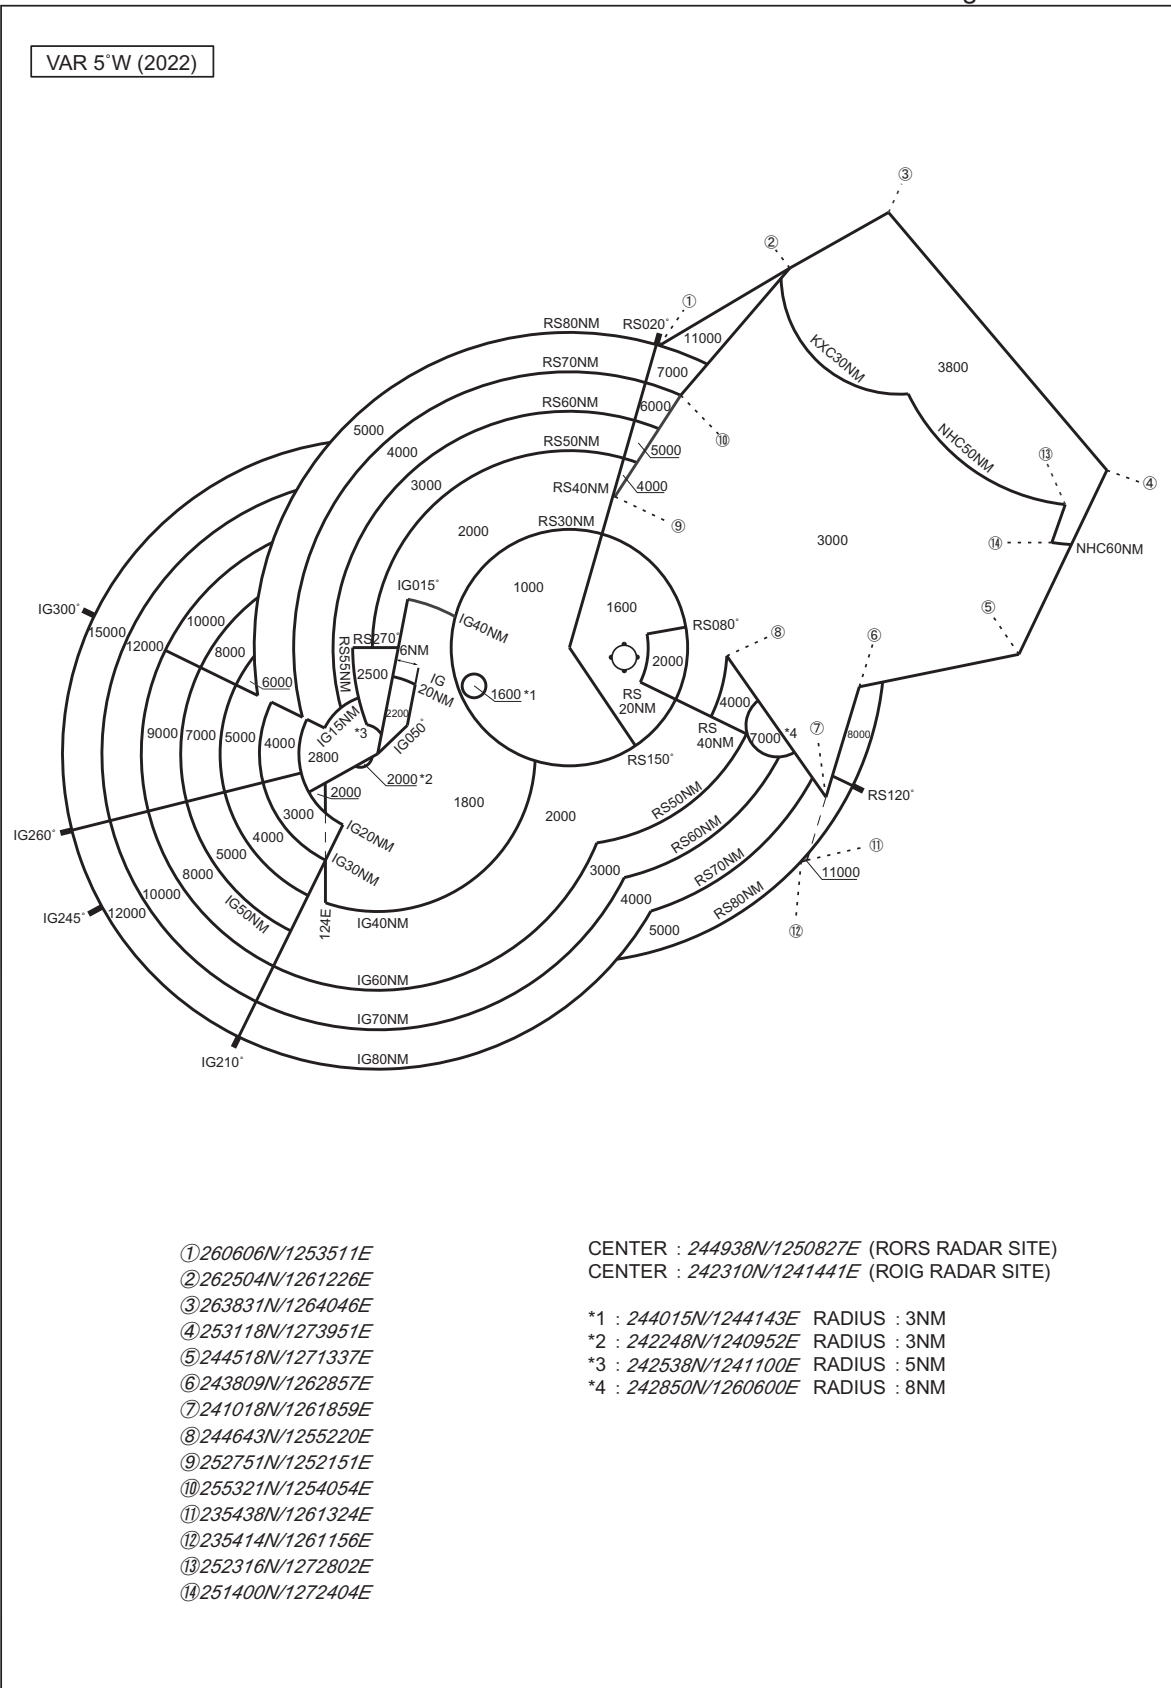 VAR 5°W (2022)
③
②
①
RS80NM
RS020°
11000
7000
KXC30NM
3800
RS70NM
5000
4000
RS60NM
6000
NHC50NM
⑩
⑬
④
RS50NM
5000
3000
RS40NM
4000
⑨
2000
RS30NM
3000
⑭
NHC60NM
1000
1600
IG015°
IG40NM
⑤
⑥
⑧
IG300°
15000
12000
10000
8000
6000
RS270°
6NM
RS55NM
2500
IG
20NM
1600 *1
RS080°
2000
RS
20NM
4000
RS
40NM
7000 *4
⑦
8000
9000
7000
5000
4000
2800
IG15NM
*3
2200
IG050°
2000 *2
RS150°
RS120°
2000
1800
2000
RS50NM
IG260°
3000
4000
IG20NM
RS60NM
⑪
5000
8000
IG30NM
3000
RS70NM
11000
10000
IG50NM
4000
RS80NM
IG245°
12000
124E
IG40NM
5000
⑫
IG60NM
IG70NM
IG210°
IG80NM
①260606N/1253511E
②262504N/1261226E
③263831N/1264046E
④253118N/1273951E
⑤244518N/1271337E
⑥243809N/1262857E
⑦241018N/1261859E
⑧244643N/1255220E
⑨252751N/1252151E
⑩255321N/1254054E
⑪235438N/1261324E
⑫235414N/1261156E
⑬252316N/1272802E
⑭251400N/1272404E
CENTER : 244938N/1250827E (RORS RADAR SITE)
CENTER : 242310N/1241441E (ROIG RADAR SITE)
*1 : 244015N/1244143E RADIUS : 3NM
*2 : 242248N/1240952E RADIUS : 3NM
*3 : 242538N/1241100E RADIUS : 5NM
*4 : 242850N/1260600E RADIUS : 8NM